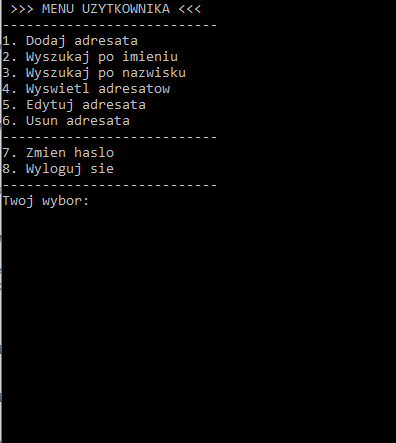 >>> MENU UZYTKOWNIKA <<<
---------------------------
1. Dodaj adresata
2. Wyszukaj po imieniu
3. Wyszukaj po nazwisku
4. Wyswietl adresatow
5. Edytuj adresata
6. Usun adresata
---------------------------
7. Zmien haslo
8. Wyloguj sie
---------------------------
Twoj wybor: